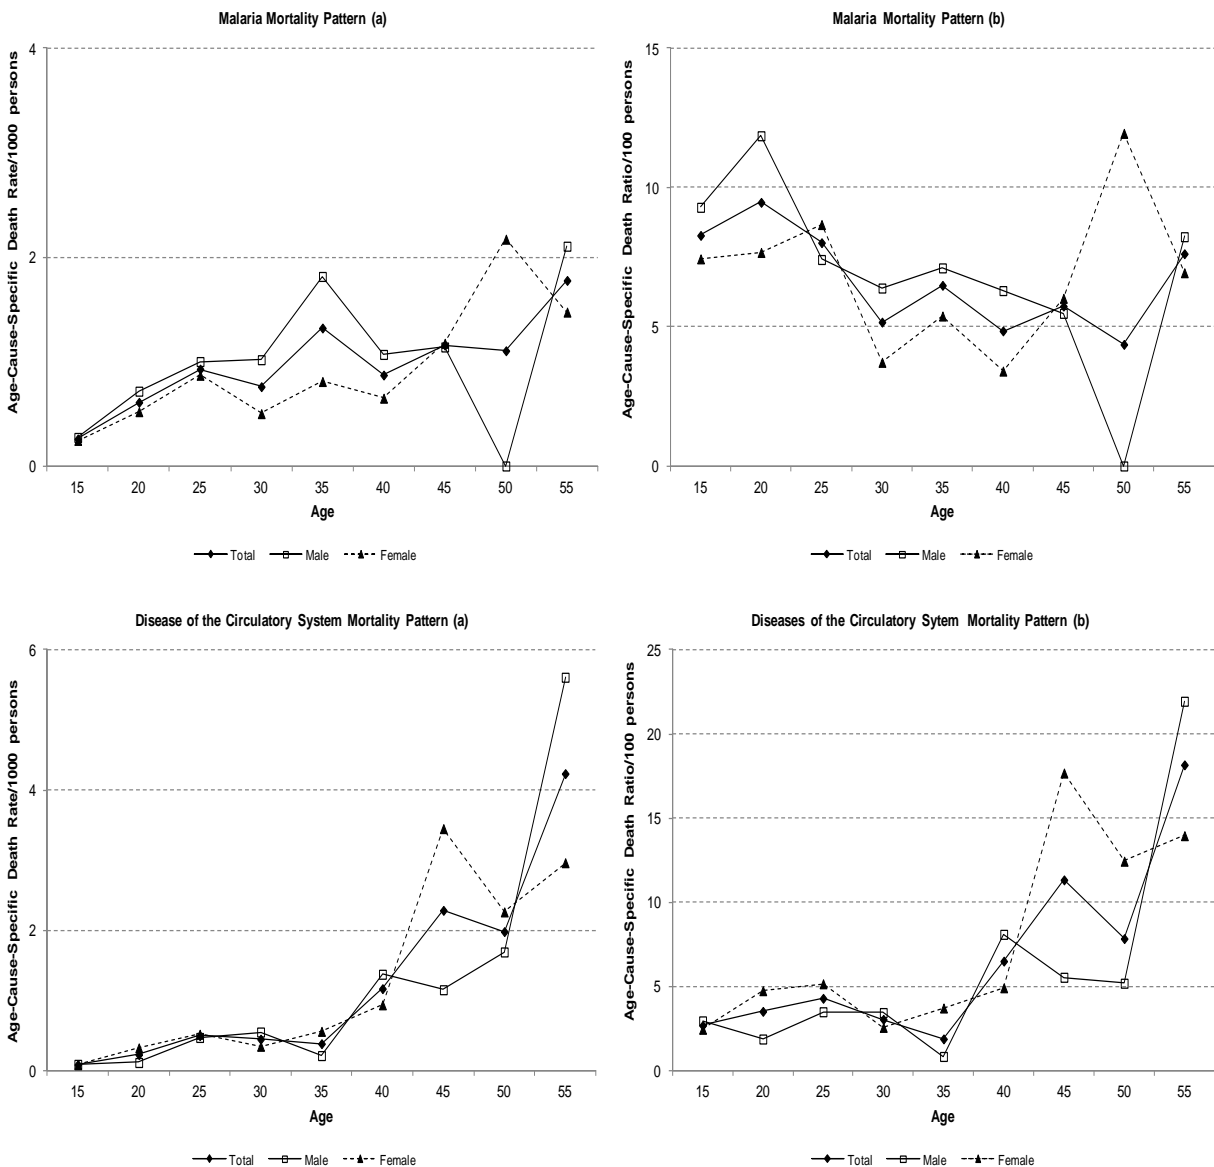 Malaria Mortality Pattern (a)
Age-Cause-Specific Death Rate/1000 persons
4
2
0
15 20 25 30 35 40 45 50 55
Age
Total Male Female
Malaria Mortality Pattern (b)
Age-Cause-Specific Death Ratio/100 persons
15
10
5
0
15 20 25 30 35 40 45 50 55
Age
Total Male Female
Disease of the Circulatory System Mortality Pattern (a)
Age-Cause-Specific Death Rate/1000 persons
6
4
2
0
15 20 25 30 35 40 45 50 55
Age
Total Male Female
Diseases of the Circulatory Sytem Mortality Pattern (b)
Age-Cause-Specific Death Ratio/100 persons
25
20
15
10
5
0
15 20 25 30 35 40 45 50 55
Age
Total Male Female